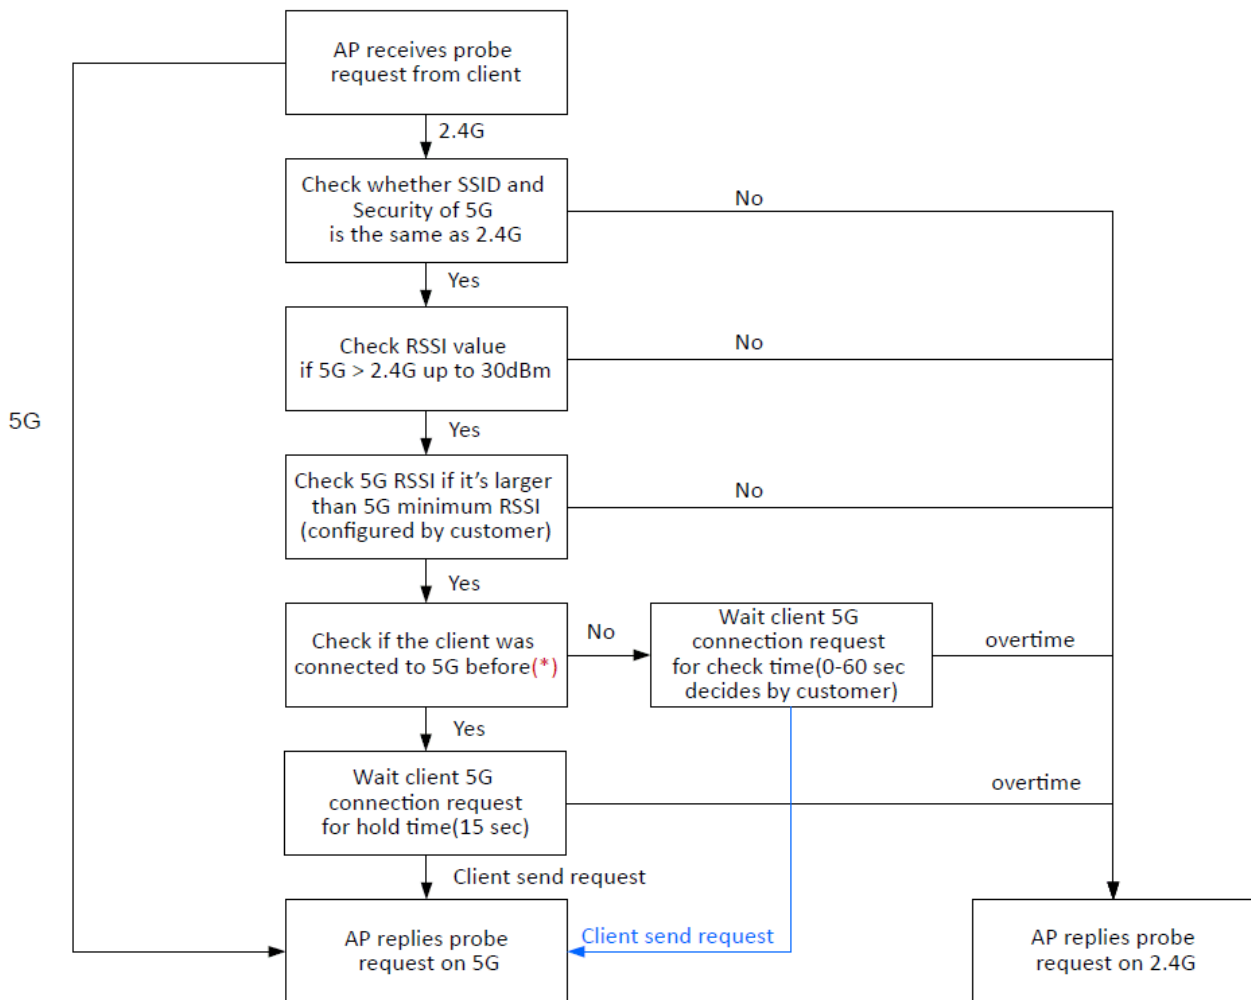 AP receives probe
request from client
2.4G
Check whether SSID and
Security of 5G
is the same as 2.4G
No
Yes
Check RSSI value
if 5G > 2.4G up to 30dBm
No
5G
Yes
Check 5G RSSI if it’s larger
than 5G minimum RSSI
(configured by customer)
No
Yes
Check if the client was
connected to 5G before(*)
No
Wait client 5G
connection request
for check time(0-60 sec
decides by customer)
overtime
Yes
Wait client 5G
connection request
for hold time(15 sec)
overtime
Client send request
AP replies probe
request on 5G
Client send request
AP replies probe
request on 2.4G